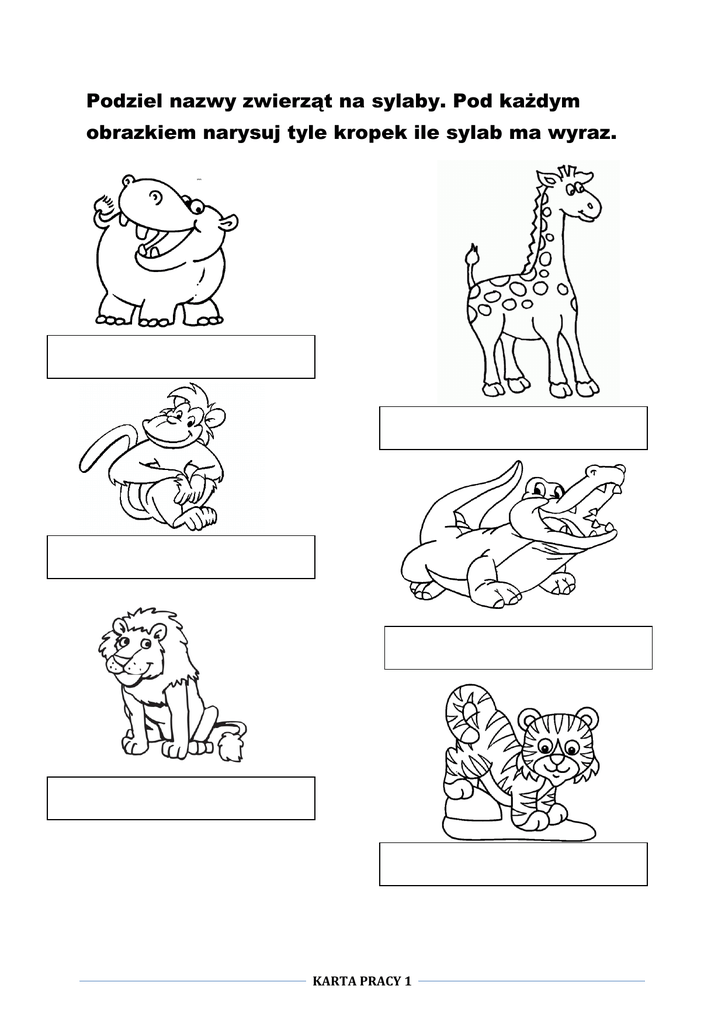 Podziel nazwy zwierząt na sylaby. Pod każdym
obrazkiem narysuj tyle kropek ile sylab ma wyraz.
KARTA PRACY 1